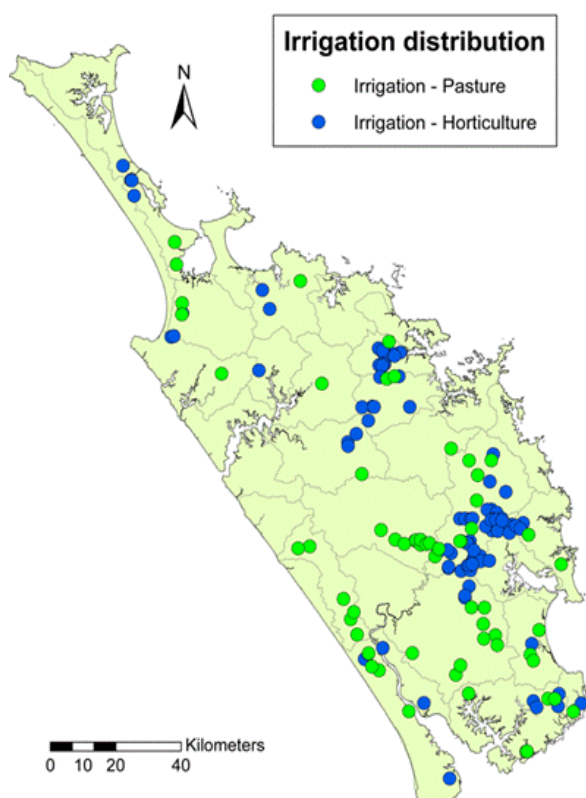 Irrigation distribution
Irrigation - Pasture
Irrigation - Horticulture
N
Kilometers
0 10 20 40